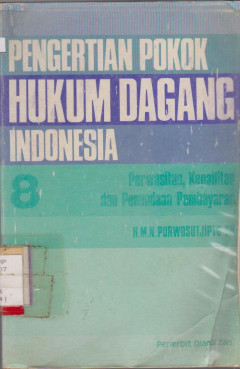 PENGERTIAN POKOK
HUKUM DAGANG
INDONESIA
8
Perwasitan, Kepailitan
dan Penundaan Pembayaran
H.M.N. PURWOSUTJIPTO
Penerbit Djambatan